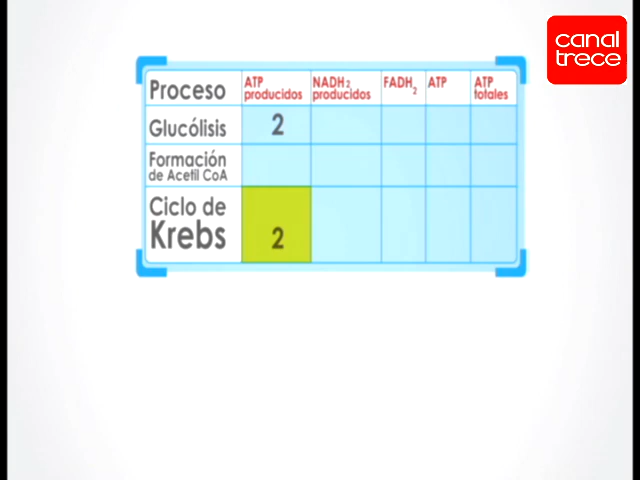 canal
trece
Proceso
ATP
producidos
NADH2
producidos
FADH2
ATP
ATP
totales
Glucólisis
2
Formación
de Acetil CoA
Ciclo de
Krebs
2